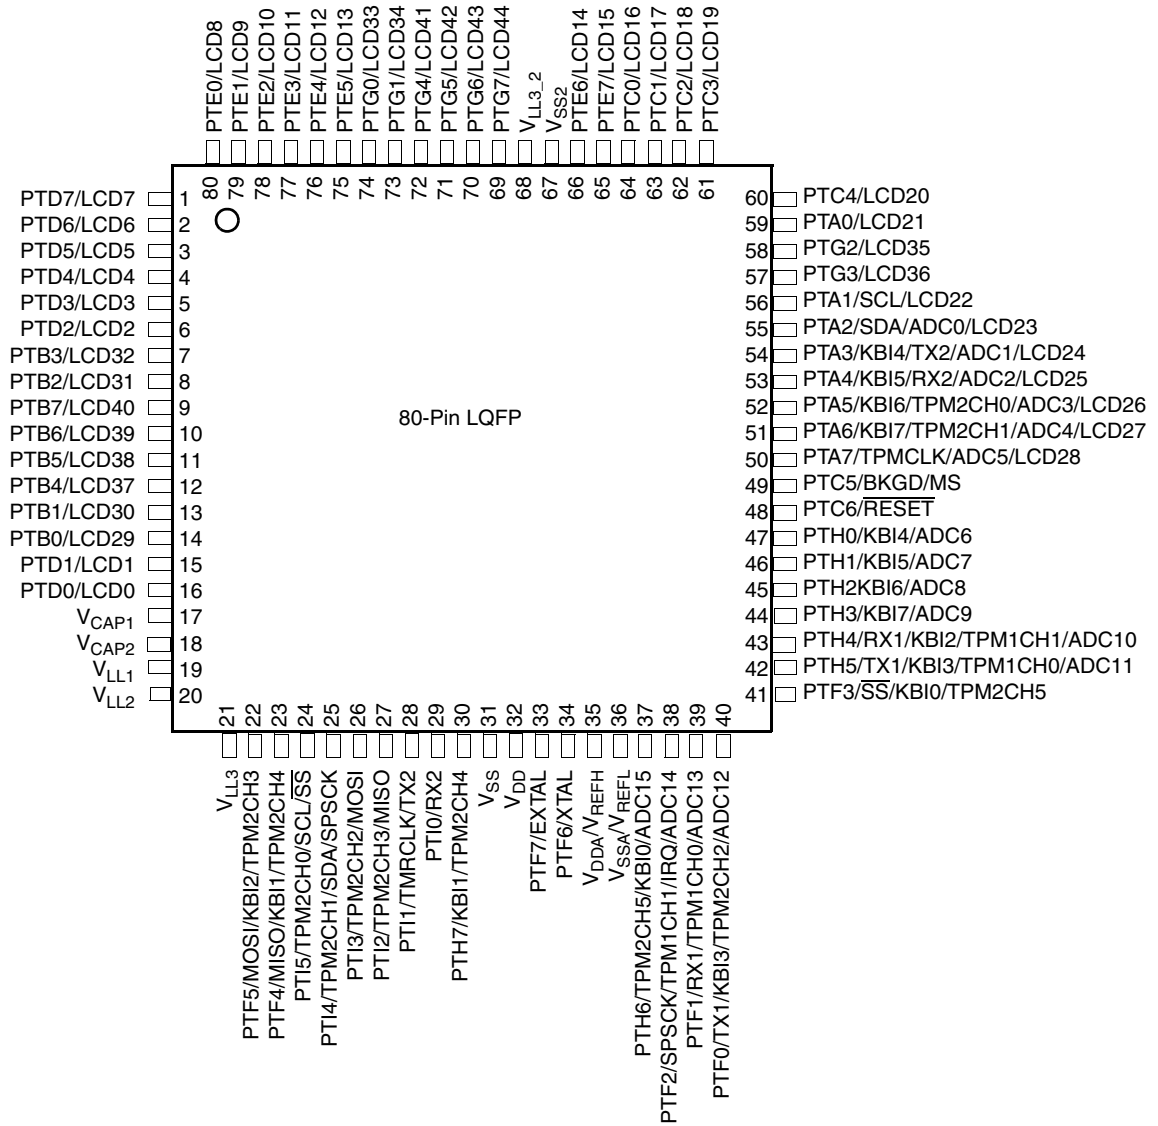 PTE0/LCD8
PTE1/LCD9
PTE2/LCD10
PTE3/LCD11
PTE4/LCD12
PTE5/LCD13
PTG0/LCD33
PTG1/LCD34
PTG4/LCD41
PTG5/LCD42
PTG6/LCD43
PTG7/LCD44
VLL3_2
VSS2
PTE6/LCD14
PTE7/LCD15
PTC0/LCD16
PTC1/LCD17
PTC2/LCD18
PTC3/LCD19
80
79
78
77
76
75
74
73
72
71
70
69
68
67
66
65
64
63
62
61
PTD7/LCD7 1
PTD6/LCD6 2
PTD5/LCD5 3
PTD4/LCD4 4
PTD3/LCD3 5
PTD2/LCD2 6
PTB3/LCD32 7
PTB2/LCD31 8
PTB7/LCD40 9
PTB6/LCD39 10
PTB5/LCD38 11
PTB4/LCD37 12
PTB1/LCD30 13
PTB0/LCD29 14
PTD1/LCD1 15
PTD0/LCD0 16
VCAP1 17
VCAP2 18
VLL1 19
VLL2 20
80-Pin LQFP
60 PTC4/LCD20
59 PTA0/LCD21
58 PTG2/LCD35
57 PTG3/LCD36
56 PTA1/SCL/LCD22
55 PTA2/SDA/ADC0/LCD23
54 PTA3/KBI4/TX2/ADC1/LCD24
53 PTA4/KBI5/RX2/ADC2/LCD25
52 PTA5/KBI6/TPM2CH0/ADC3/LCD26
51 PTA6/KBI7/TPM2CH1/ADC4/LCD27
50 PTA7/TPMCLK/ADC5/LCD28
49 PTC5/BKGD/MS
48 PTC6/RESET
47 PTH0/KBI4/ADC6
46 PTH1/KBI5/ADC7
45 PTH2KBI6/ADC8
44 PTH3/KBI7/ADC9
43 PTH4/RX1/KBI2/TPM1CH1/ADC10
42 PTH5/TX1/KBI3/TPM1CH0/ADC11
41 PTF3/SS/KBI0/TPM2CH5
21
22
23
24
25
26
27
28
29
30
31
32
33
34
35
36
37
38
39
40
VLL3
PTF5/MOSI/KBI2/TPM2CH3
PTF4/MISO/KBI1/TPM2CH4
PTI5/TPM2CH0/SCL/SS
PTI4/TPM2CH1/SDA/SPSCK
PTI3/TPM2CH2/MOSI
PTI2/TPM2CH3/MISO
PTI1/TMRCLK/TX2
PTI0/RX2
PTH7/KBI1/TPM2CH4
VSS
VDD
PTF7/EXTAL
PTF6/XTAL
VDDA/VREFH
VSSA/VREFL
PTH6/TPM2CH5/KBI0/ADC15
PTF2/SPSCK/TPM1CH1/IRQ/ADC14
PTF1/RX1/TPM1CH0/ADC13
PTF0/TX1/KBI3/TPM2CH2/ADC12